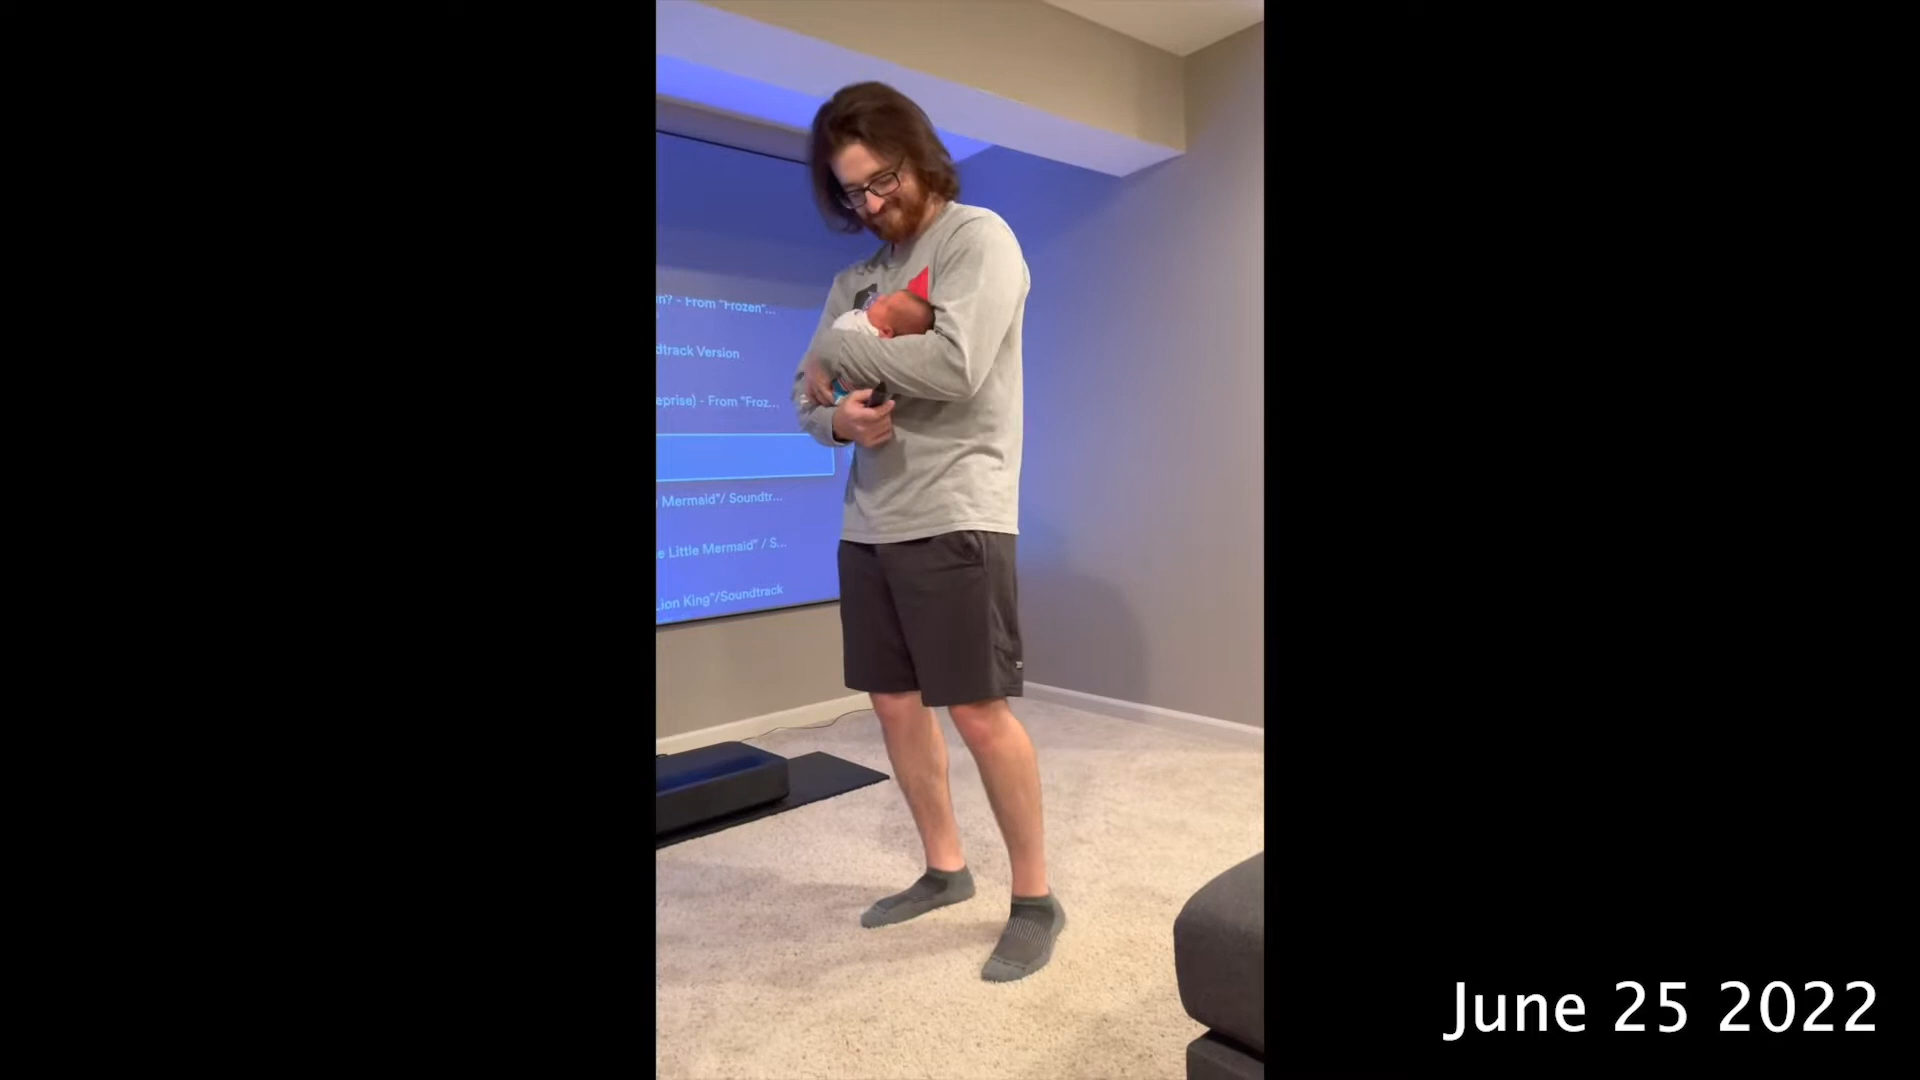 n? - From "Frozen"...
dtrack Version
eprise) - From "Froz...
Mermaid"/ Soundtr...
e Little Mermaid" / S...
Lion King"/Soundtrack
June 25 2022